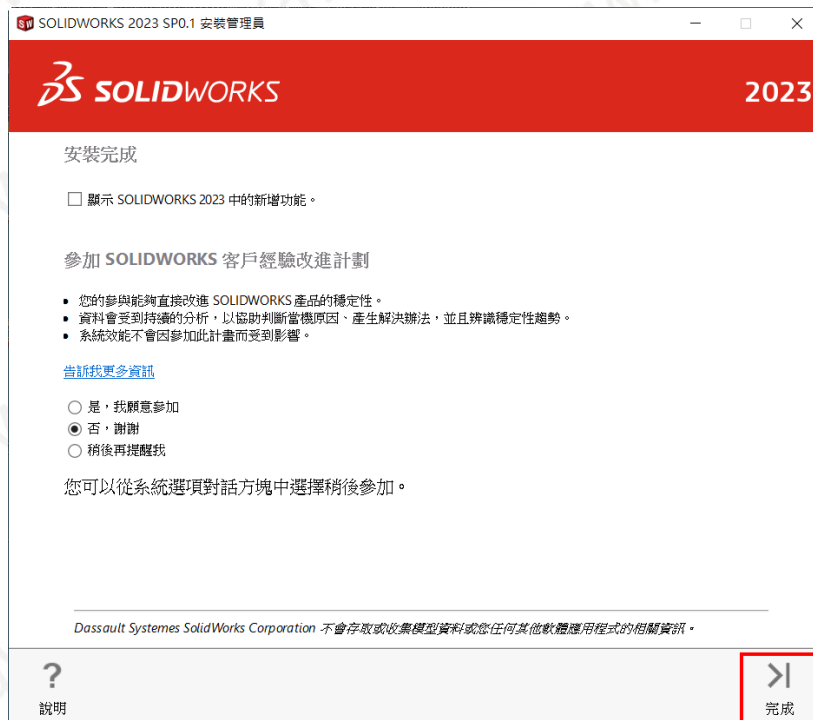 SOLIDWORKS 2023 SP0.1 安裝管理員
SOLIDWORKS
2023
安裝完成
顯示 SOLIDWORKS 2023 中的新增功能。
參加 SOLIDWORKS 客戶經驗改進計劃
• 您的參與能夠直接改進 SOLIDWORKS 產品的穩定性。
• 資料會受到持續的分析，以協助判斷當機原因、產生解決辦法，並且辨識穩定性趨勢。
• 系統效能不會因參加此計畫而受到影響。
告訴我更多資訊
是，我願意參加
否，謝謝
稍後再提醒我
您可以從系統選項對話方塊中選擇稍後參加。
Dassault Systemes SolidWorks Corporation 不會存取或收集模型資料或您任何其他軟體應用程式的相關資訊。
?
說明
完成